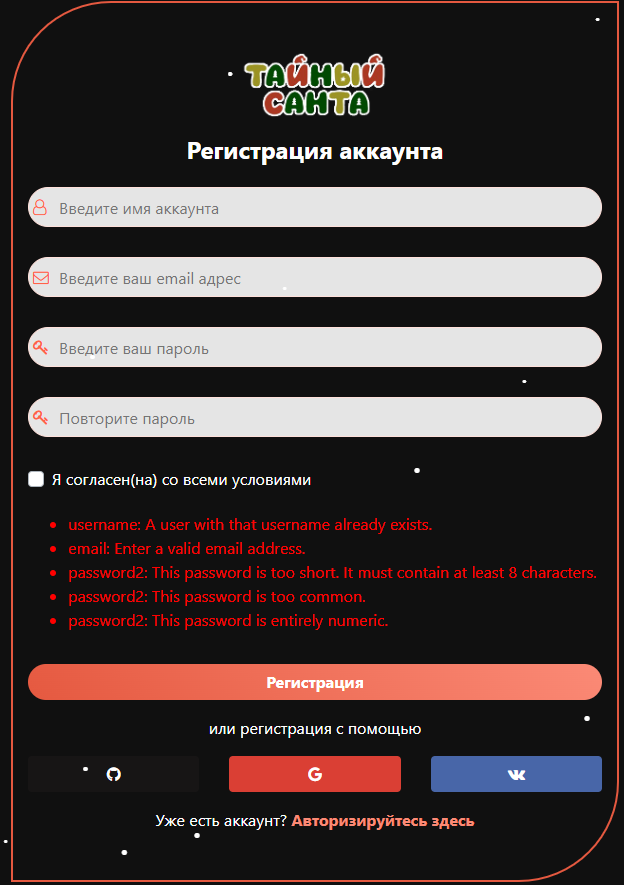 ТАЙНЫЙ
САНТА
Регистрация аккаунта
Введите имя аккаунта
Введите ваш email адрес
Введите ваш пароль
Повторите пароль
Я согласен(на) со всеми условиями
username: A user with that username already exists.
email: Enter a valid email address.
password2: This password is too short. It must contain at least 8 characters.
password2: This password is too common.
password2: This password is entirely numeric.
Регистрация
или регистрация с помощью
Уже есть аккаунт? Авторизируйтесь здесь